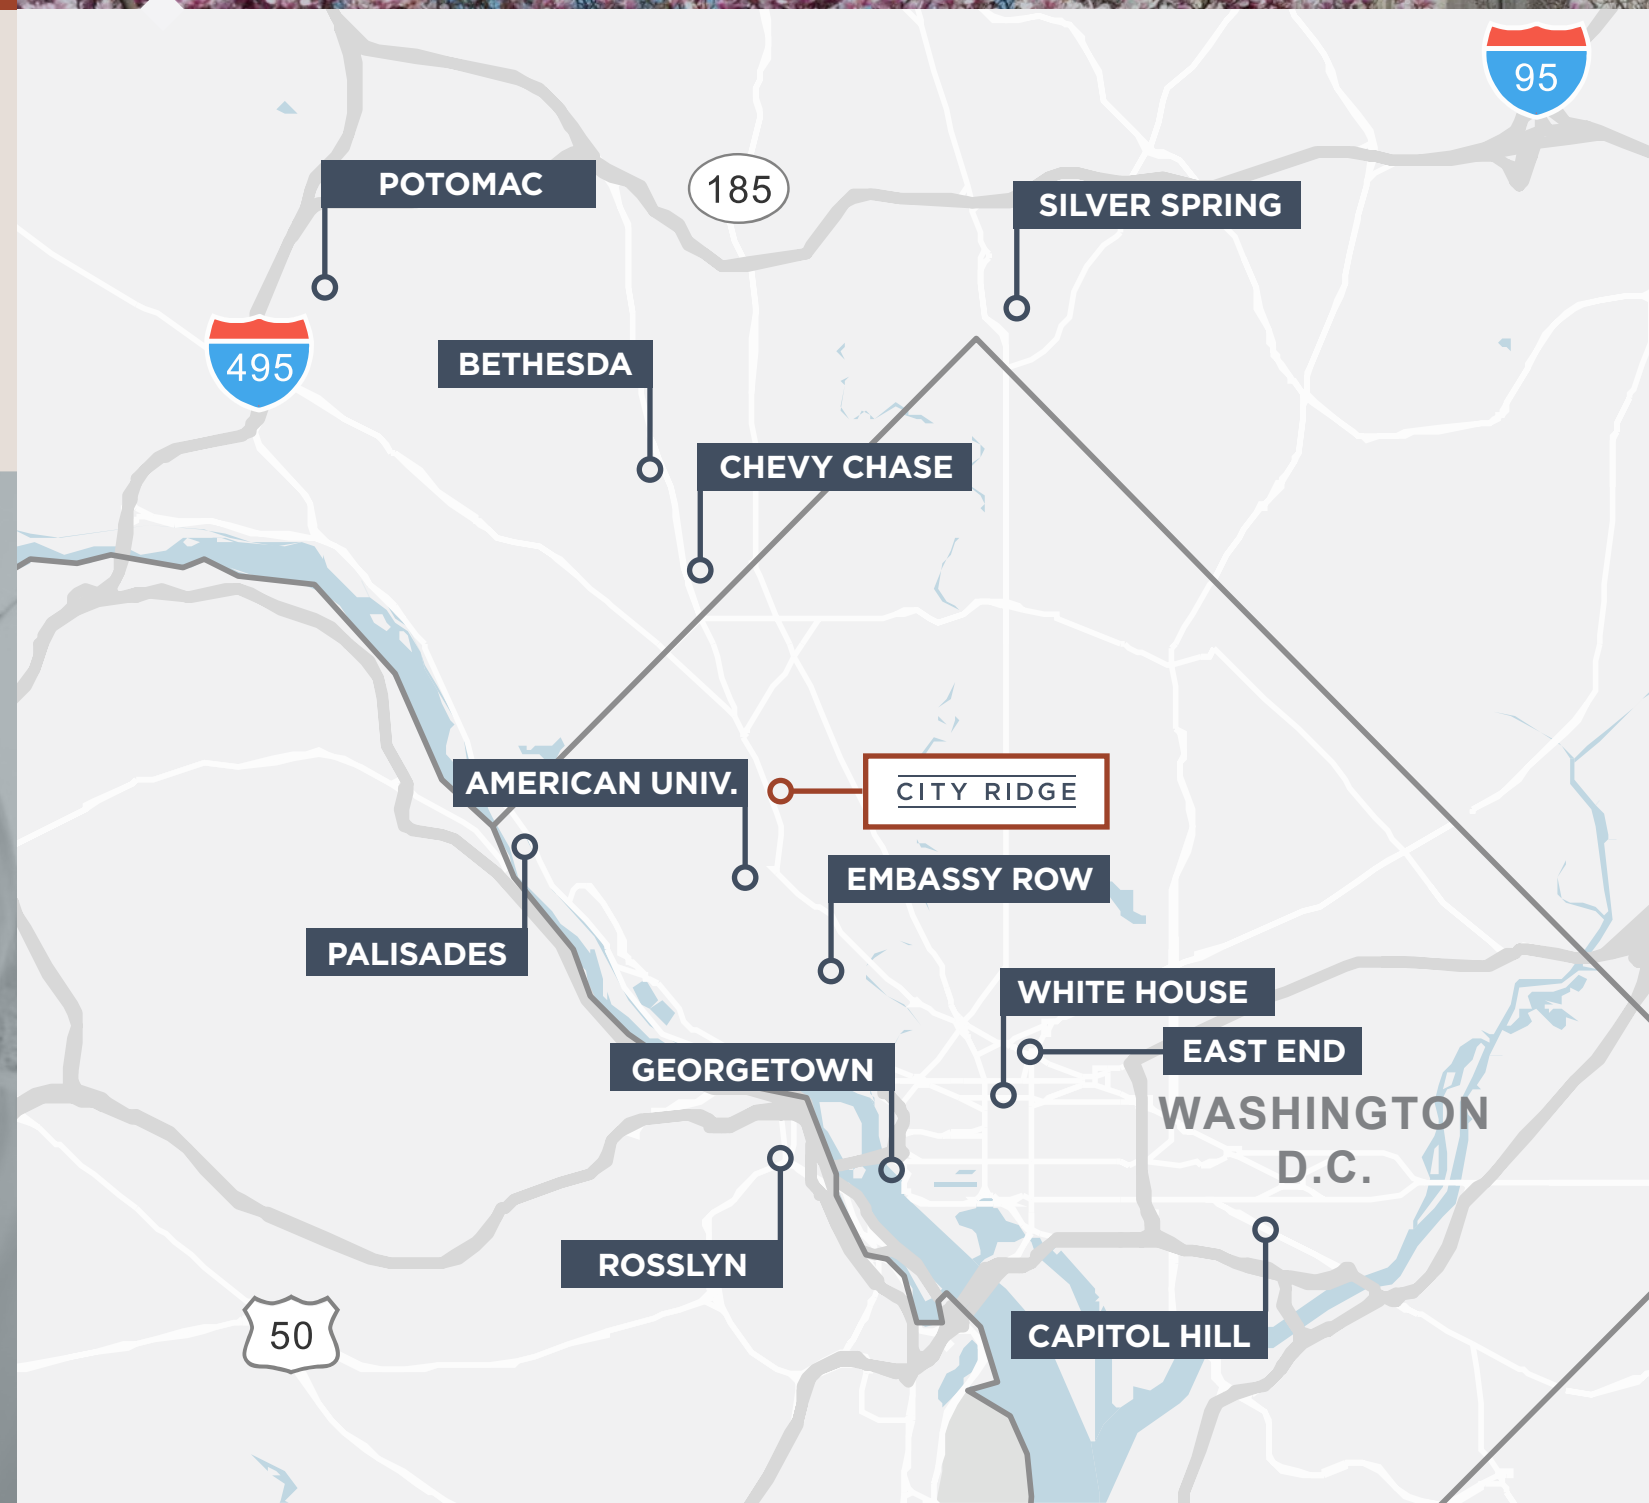 95
POTOMAC
185
SILVER SPRING
495
BETHESDA
CHEVY CHASE
AMERICAN UNIV.
CITY RIDGE
EMBASSY ROW
PALISADES
WHITE HOUSE
EAST END
GEORGETOWN
WASHINGTON
D.C.
ROSSLYN
50
CAPITOL HILL